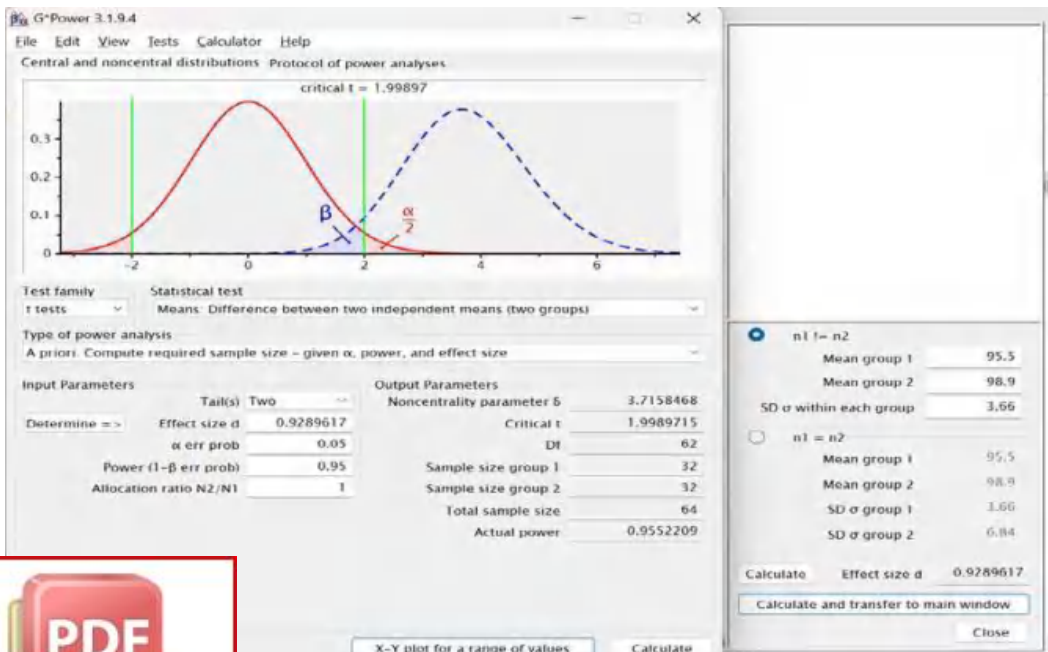 G*Power 3.1.9.4
File Edit View Tests Calculator Help
Central and noncentral distributions Protocol of power analyses
critical t = 1.99897
0.3
0.2
0.1
0
-2 0 2 4 6
β
α
2
Test family Statistical test
t tests Means: Difference between two independent means (two groups)
Type of power analysis
A priori: Compute required sample size - given α, power, and effect size
Input Parameters
Tail(s) Two
Determine => Effect size d 0.9289617
α err prob 0.05
Power (1-β err prob) 0.95
Allocation ratio N2/N1 1
Output Parameters
Noncentrality parameter δ 3.7158468
Critical t 1.9989715
Df 62
Sample size group 1 32
Sample size group 2 32
Total sample size 64
Actual power 0.9552209
X-Y plot for a range of values Calculate
n1 != n2
Mean group 1 95.5
Mean group 2 98.9
SD σ within each group 3.66
n1 = n2
Mean group 1 95.5
Mean group 2 98.9
SD σ group 1 3.66
SD σ group 2 6.84
Calculate Effect size d 0.9289617
Calculate and transfer to main window
Close
PDF